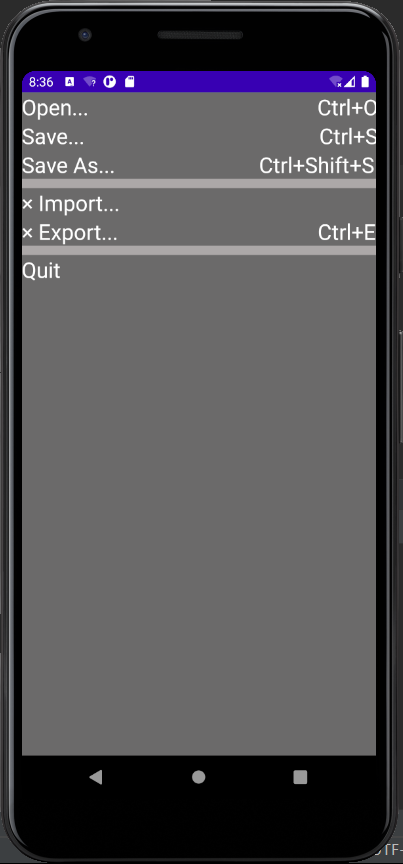 8:36 A ?
Open... Ctrl+O
Save... Ctrl+S
Save As... Ctrl+Shift+S
× Import...
× Export... Ctrl+E
Quit